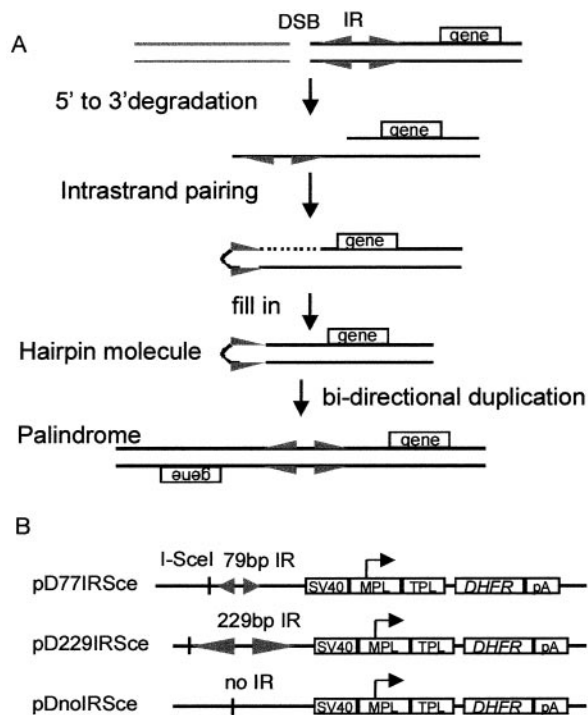 A
DSB IR
gene
5' to 3'degradation
gene
Intrastrand pairing
gene
fill in
Hairpin molecule
gene
bi-directional duplication
Palindrome
gene
gene
B
I-SceI 79bp IR
pD77IRSce
SV40 MPL TPL DHFR pA
229bp IR
pD229IRSce
SV40 MPL TPL DHFR pA
no IR
pDnoIRSce
SV40 MPL TPL DHFR pA